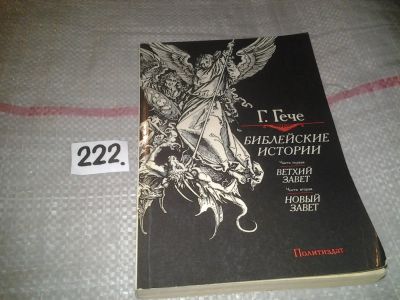 222.
Г. Гече
БИБЛЕЙСКИЕ
ИСТОРИИ
Часть первая
ВЕТХИЙ
ЗАВЕТ
Часть вторая
НОВЫЙ
ЗАВЕТ
Политиздат